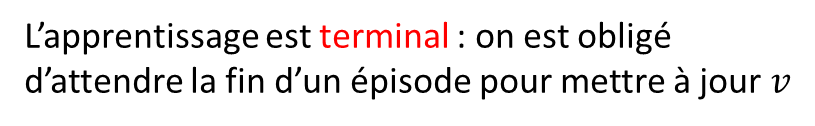 L’apprentissage est terminal : on est obligé
d’attendre la fin d’un épisode pour mettre à jour 𝑣